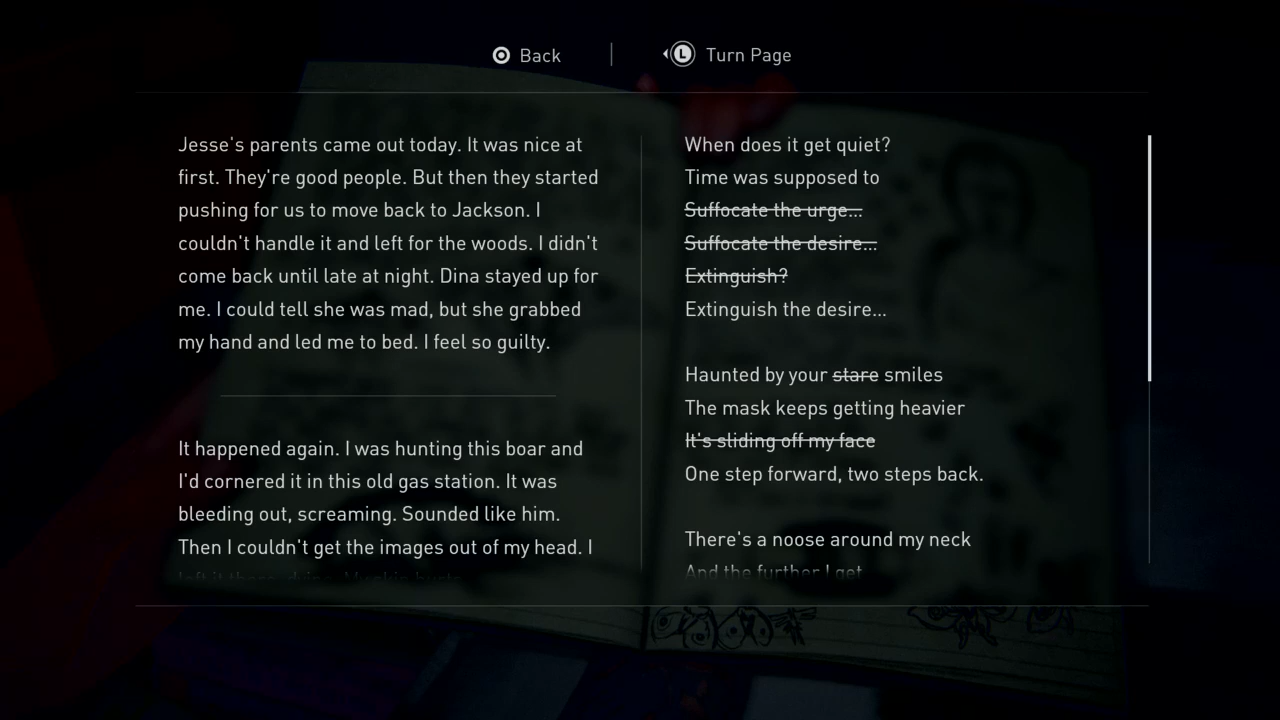 Back
L Turn Page
Jesse's parents came out today. It was nice at
first. They're good people. But then they started
pushing for us to move back to Jackson. I
couldn't handle it and left for the woods. I didn't
come back until late at night. Dina stayed up for
me. I could tell she was mad, but she grabbed
my hand and led me to bed. I feel so guilty.
It happened again. I was hunting this boar and
I'd cornered it in this old gas station. It was
bleeding out, screaming. Sounded like him.
Then I couldn't get the images out of my head. I
left it there, dying. My skin hurts.
When does it get quiet?
Time was supposed to
Suffocate the urge...
Suffocate the desire...
Extinguish?
Extinguish the desire...
Haunted by your stare smiles
The mask keeps getting heavier
It's sliding off my face
One step forward, two steps back.
There's a noose around my neck
And the further I get